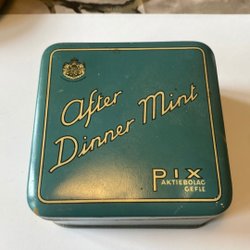 After
Dinner Mint
PIX
AKTIEBOLAG
GEFLE